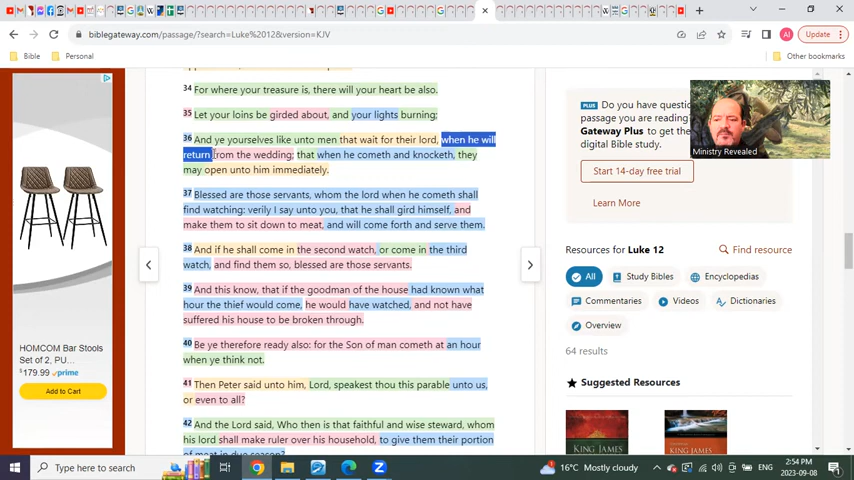 Update
biblegateway.com/passage/?search=Luke%2012&version=KJV
Bible
Personal
Other bookmarks
34 For where your treasure is, there will your heart be also.
35 Let your loins be girded about, and your lights burning;
36 And ye yourselves like unto men that wait for their lord, when he will
return from the wedding; that when he cometh and knocketh, they
may open unto him immediately.
37 Blessed are those servants, whom the lord when he cometh shall
find watching: verily I say unto you, that he shall gird himself, and
make them to sit down to meat, and will come forth and serve them.
38 And if he shall come in the second watch, or come in the third
watch, and find them so, blessed are those servants.
39 And this know, that if the goodman of the house had known what
hour the thief would come, he would have watched, and not have
suffered his house to be broken through.
40 Be ye therefore ready also: for the Son of man cometh at an hour
when ye think not.
41 Then Peter said unto him, Lord, speakest thou this parable unto us,
or even to all?
42 And the Lord said, Who then is that faithful and wise steward, whom
his lord shall make ruler over his household, to give them their portion
of meat in due season?
HOMCOM Bar Stools
Set of 2, PU...
$179.99 prime
Add to Cart
PLUS Do you have questi
passage you are reading
Gateway Plus to get the
digital Bible study.
Ministry Revealed
Start 14-day free trial
Learn More
Resources for Luke 12
Find resource
All
Study Bibles
Encyclopedias
Commentaries
Videos
Dictionaries
Overview
64 results
Suggested Resources
KING JAMES
KING JAMES
Type here to search
16°C Mostly cloudy
ENG
2:54 PM
2023-09-08